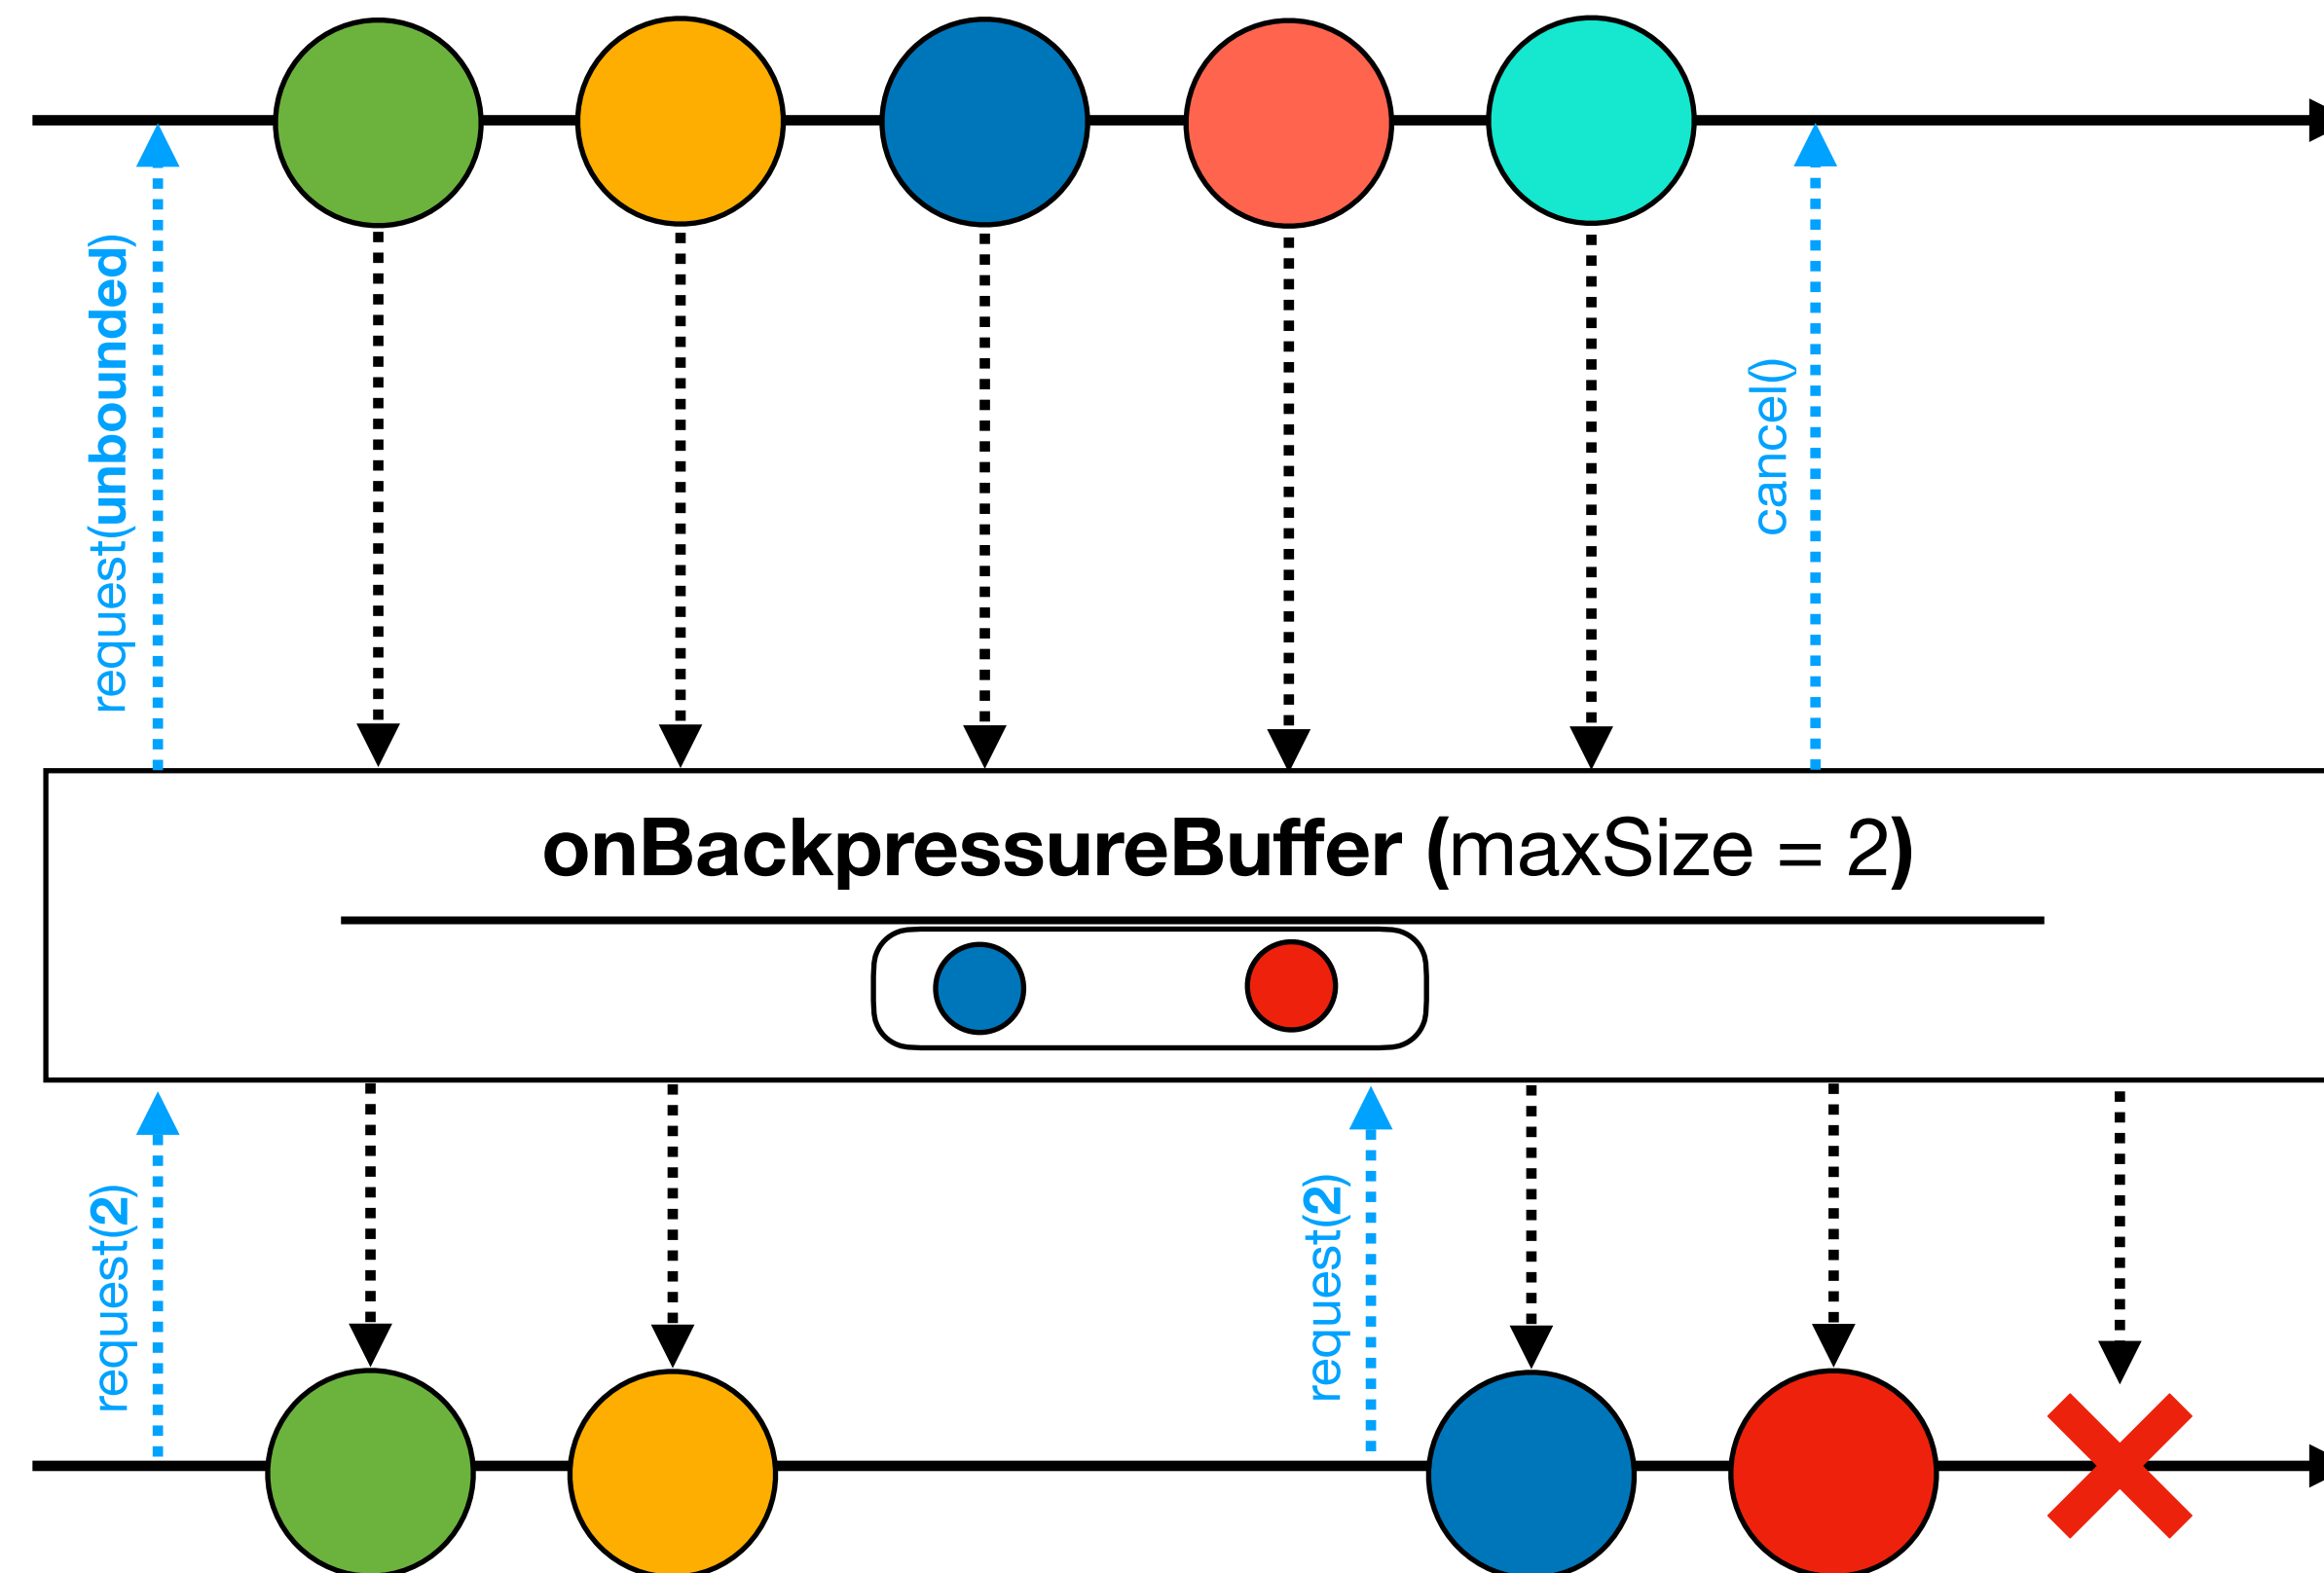 request(unbounded)
cancel()
onBackpressureBuffer (maxSize = 2)
request(2)
request(2)